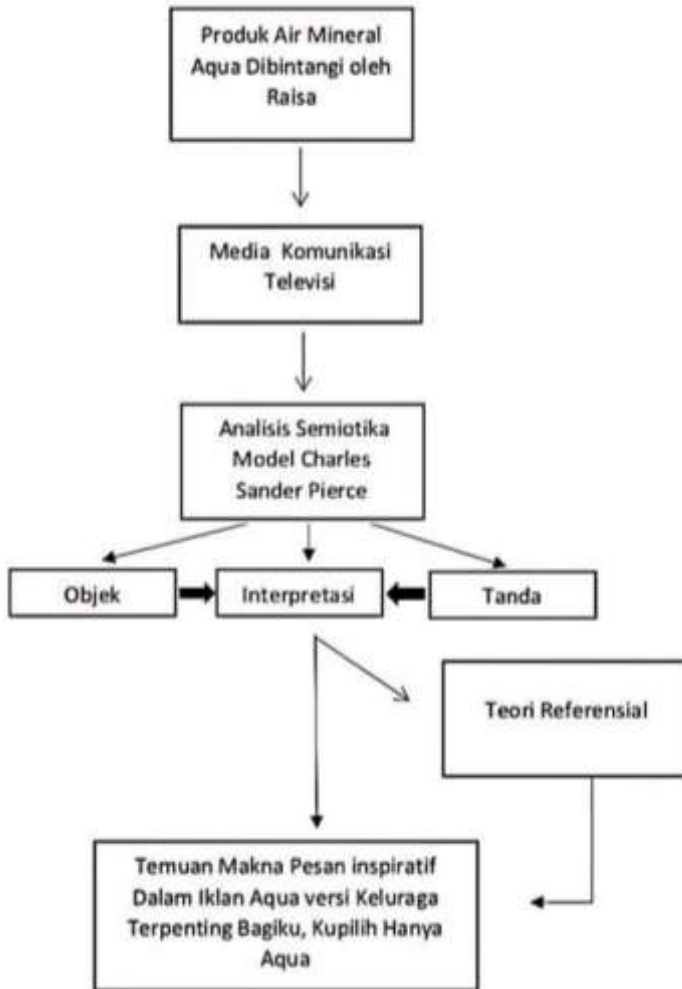 Produk Air Mineral
Aqua Dibintangi oleh
Raisa
Media Komunikasi
Televisi
Analisis Semiotika
Model Charles
Sander Pierce
Objek
Interpretasi
Tanda
Teori Referensial
Temuan Makna Pesan inspiratif
Dalam Iklan Aqua versi Keluraga
Terpenting Bagiku, Kupilih Hanya
Aqua